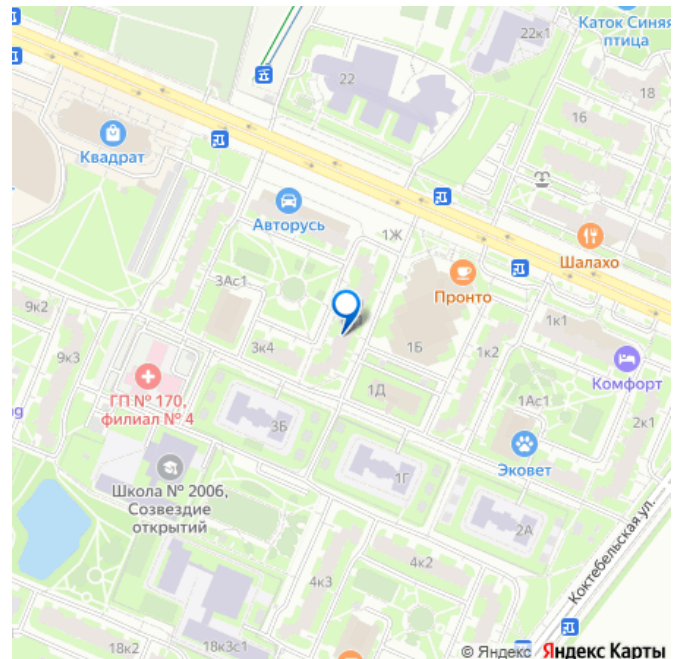 22к1
Каток Синяя
птица
22
18
16
Квадрат
Авторусь
1Ж
Шалахо
3Ас1
Пронто
9к2
3к4
1Б
1к2
1к1
9к3
1Д
Комфорт
ГП № 170,
филиал № 4
1Ас1
2к1
ng
3Б
Эковет
Школа № 2006,
Созвездие
открытий
1Г
2А
Коктебельская ул.
4к2
4к3
18к2
18к3с1
© Яндекс Яндекс Карты